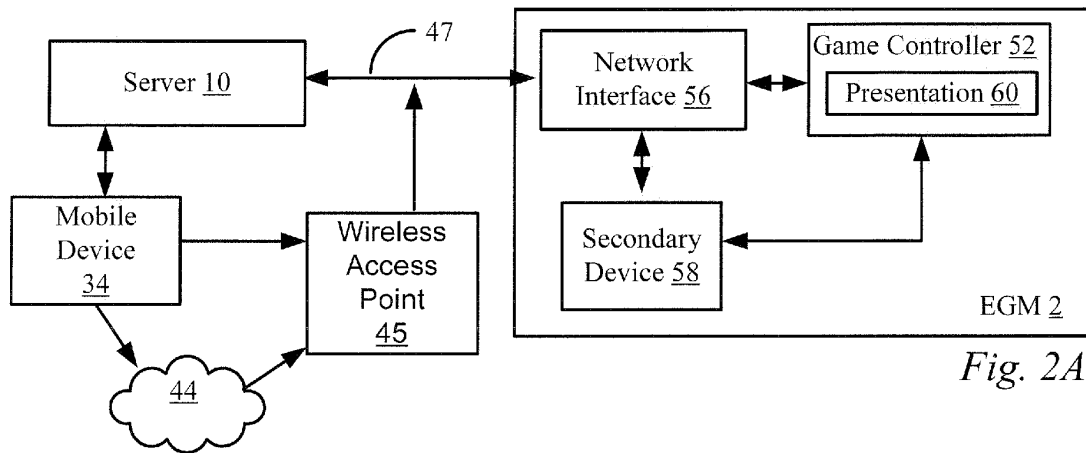 47
Server 10
Network
Interface 56
Game Controller 52
Presentation 60
Mobile
Device
34
Wireless
Access
Point
45
Secondary
Device 58
EGM 2
44
Fig. 2A